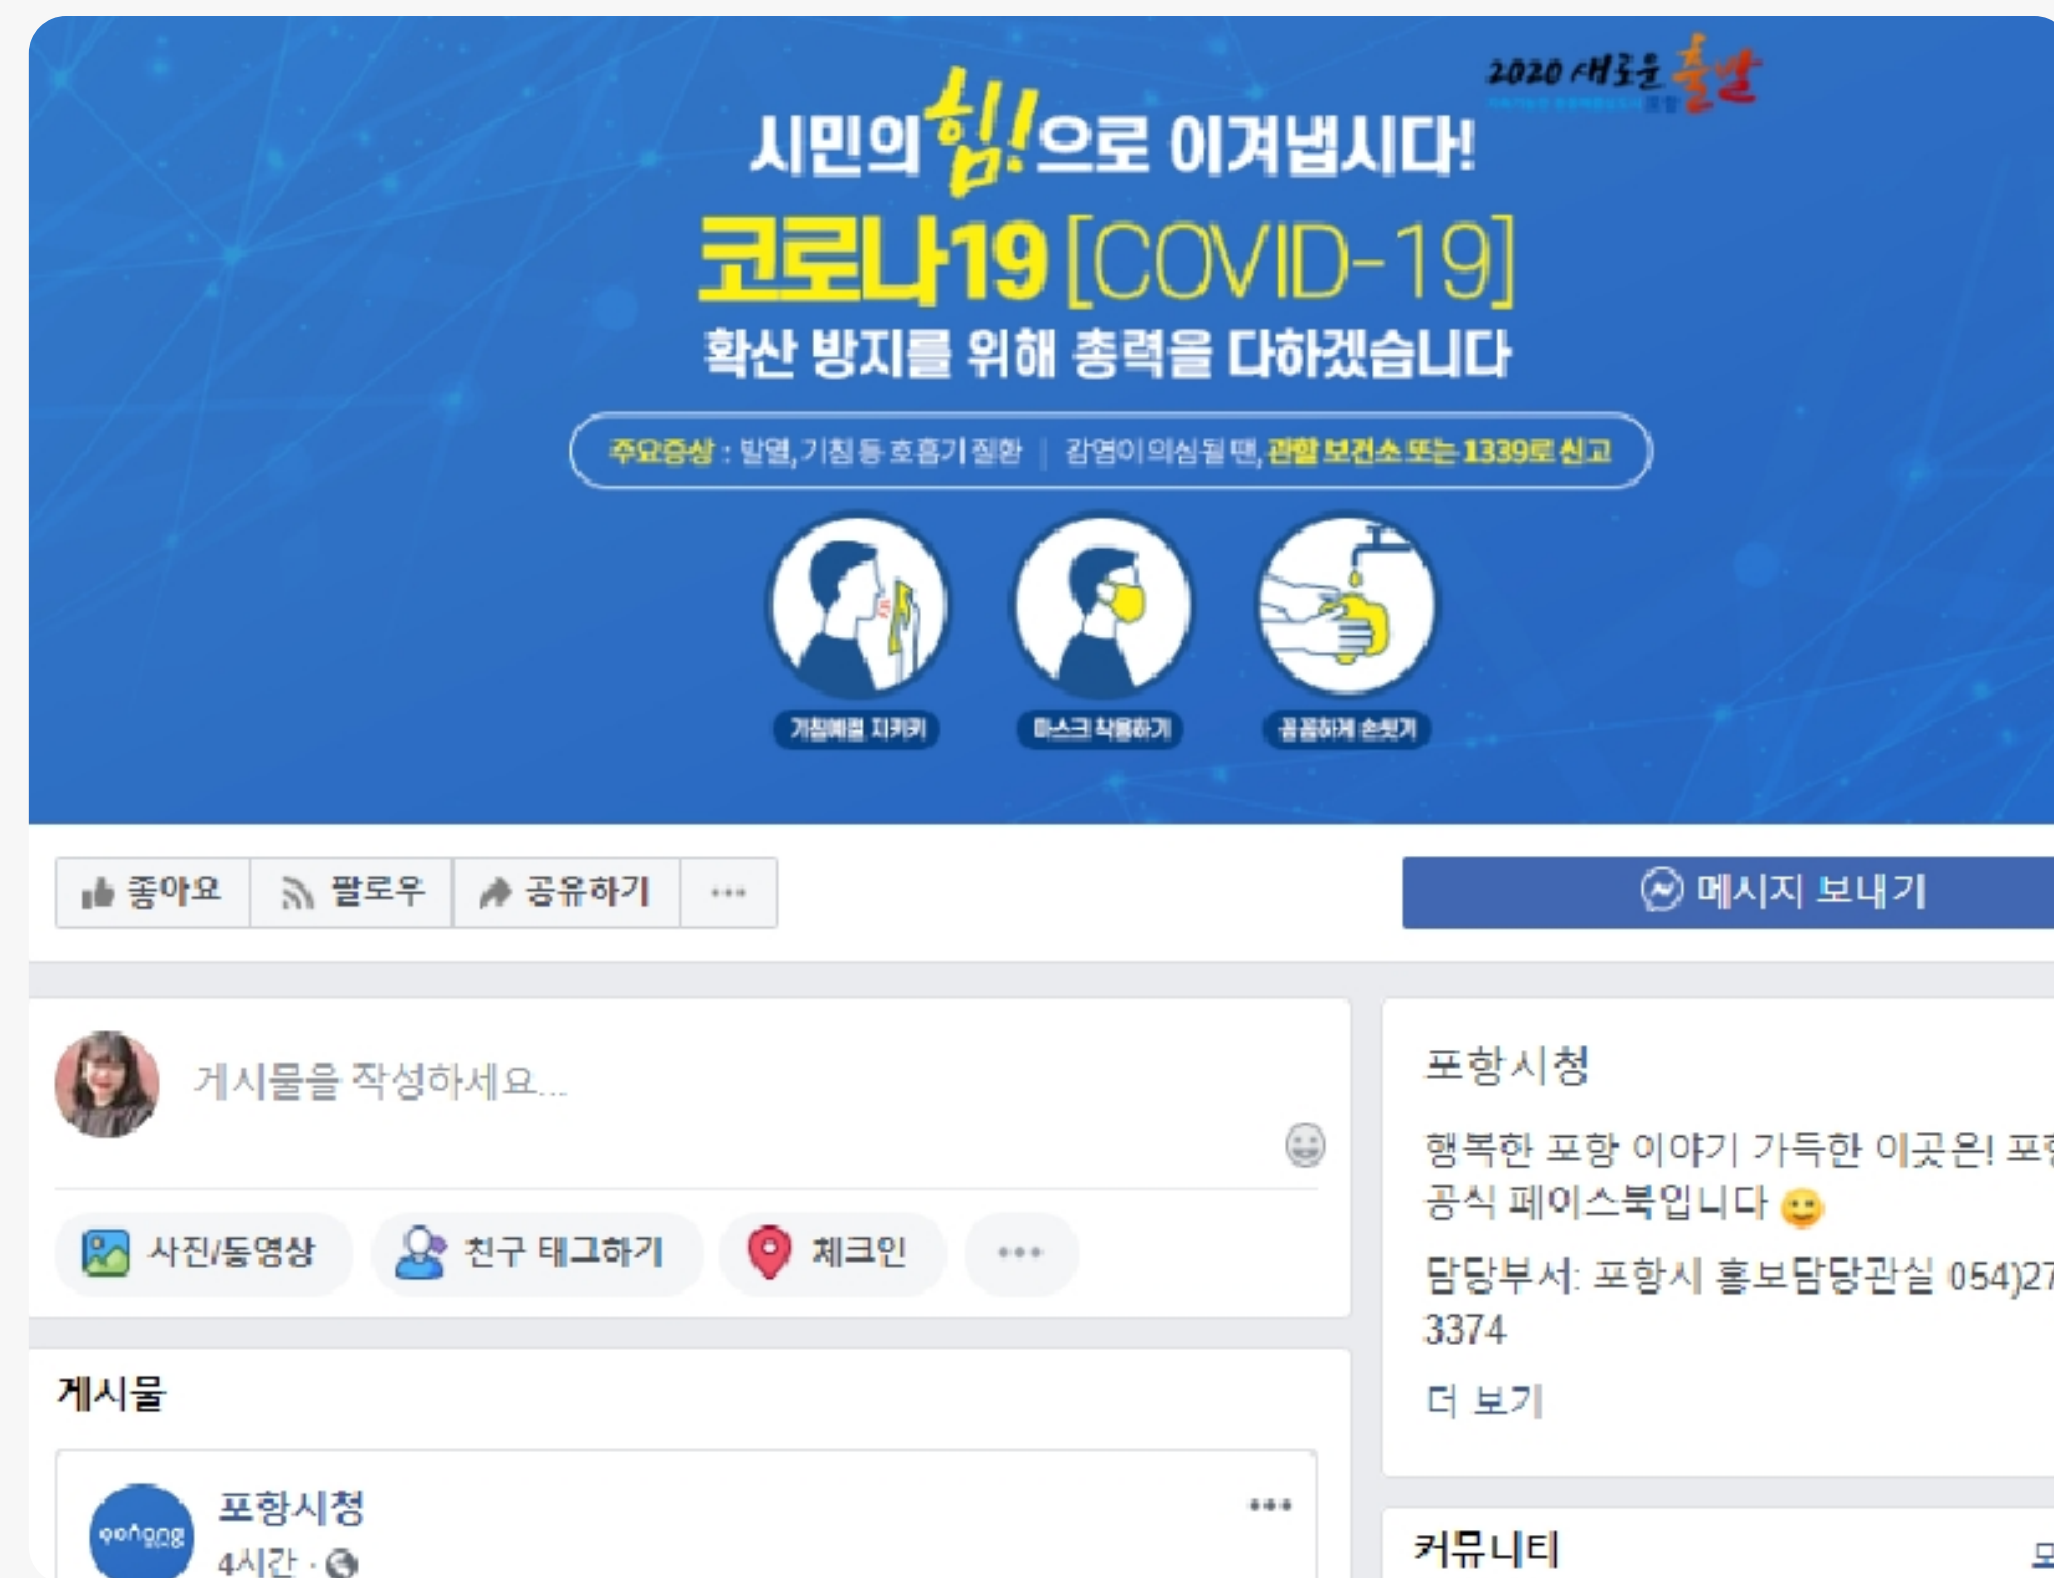 2020 새로운 출발
시민의 힘!으로 이겨냅시다!
코로나19 [COVID-19]
확산 방지를 위해 총력을 다하겠습니다
주요증상 : 발열, 기침 등 호흡기 질환 | 감염이 의심될 땐, 관할 보건소 또는 1339로 신고
기침예절 지키기
마스크 착용하기
꼼꼼하게 손씻기
좋아요
팔로우
공유하기
메시지 보내기
게시물을 작성하세요...
사진/동영상
친구 태그하기
체크인
게시물
포항시청
4시간 ·
포항시청
행복한 포항 이야기 가득한 이곳은!
공식 페이스북입니다
담당부서: 포항시 홍보담당관실 054)27
3374
더 보기
커뮤니티